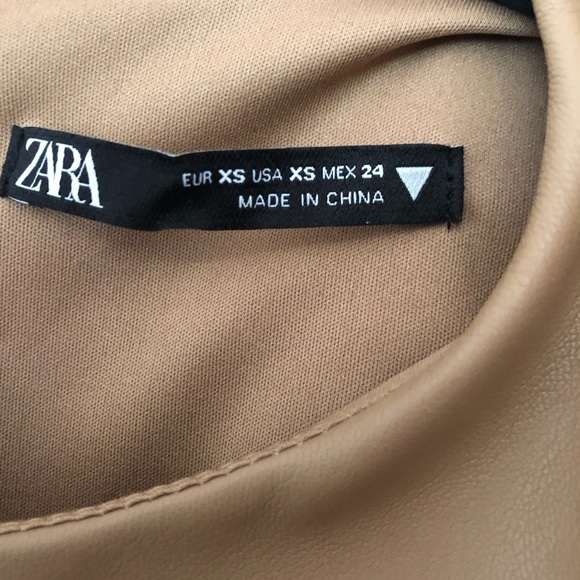 ZARA
EUR XS USA XS MEX 24
MADE IN CHINA